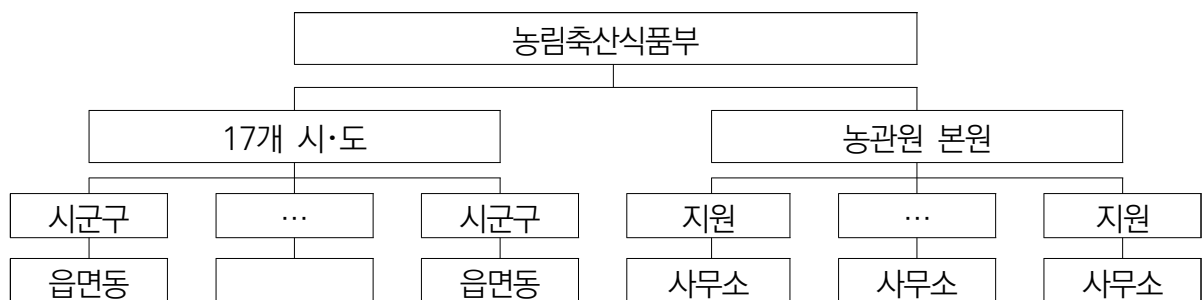 농림축산식품부
17개 시·도 농관원 본원
시군구 … 시군구 지원 … 지원
읍면동 읍면동 사무소 사무소 사무소